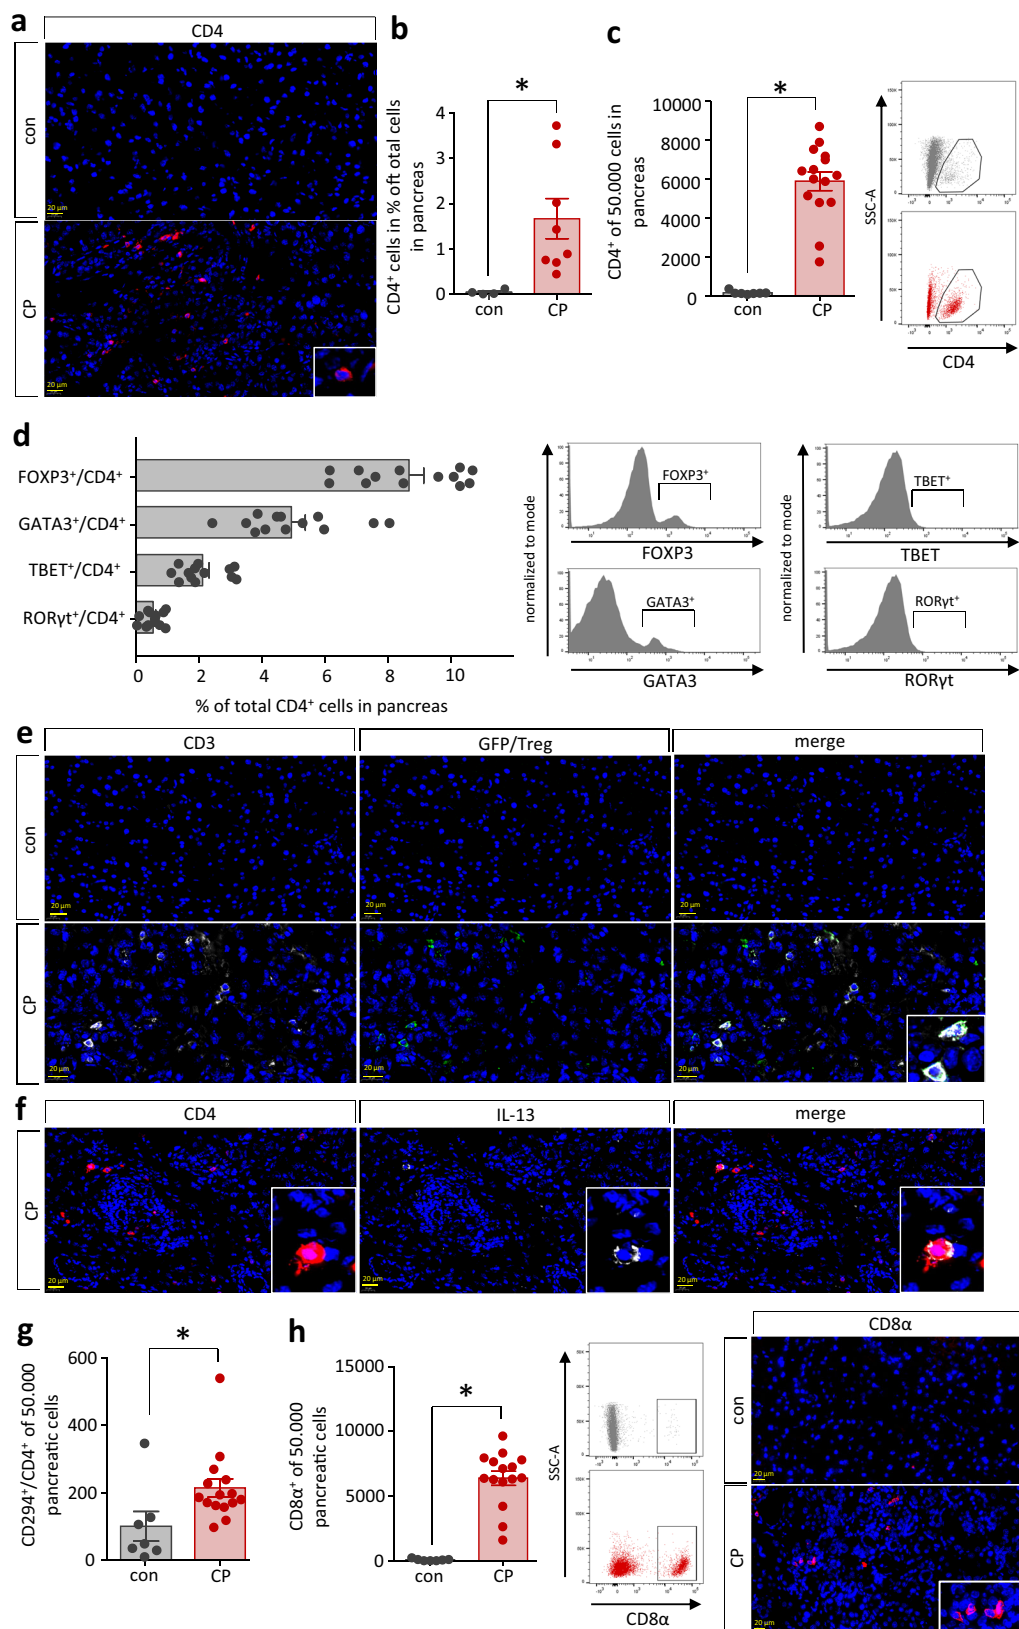 a
CD4
con
20 µm
CP
20 µm
b
*
CD4⁺ cells in % oft otal cells
in pancreas
4
3
2
1
0
con
CP
c
*
CD4⁺ of 50.000 cells in
pancreas
10000
8000
6000
4000
2000
0
con
CP
SSC-A
CD4
d
FOXP3⁺/CD4⁺
GATA3⁺/CD4⁺
TBET⁺/CD4⁺
RORγt⁺/CD4⁺
0 2 4 6 8 10
% of total CD4⁺ cells in pancreas
normalized to mode
FOXP3⁺
FOXP3
GATA3⁺
GATA3
normalized to mode
TBET⁺
TBET
RORγt⁺
RORγt
e
CD3
GFP/Treg
merge
con
20 µm
20 µm
20 µm
CP
20 µm
20 µm
20 µm
f
CD4
IL-13
merge
CP
20 µm
20 µm
20 µm
g
*
CD294⁺/CD4⁺ of 50.000
pancreatic cells
600
400
200
0
con
CP
h
*
CD8α⁺ of 50.000
pancreatic cells
15000
10000
5000
0
con
CP
SSC-A
CD8α
CD8α
con
20 µm
CP
20 µm